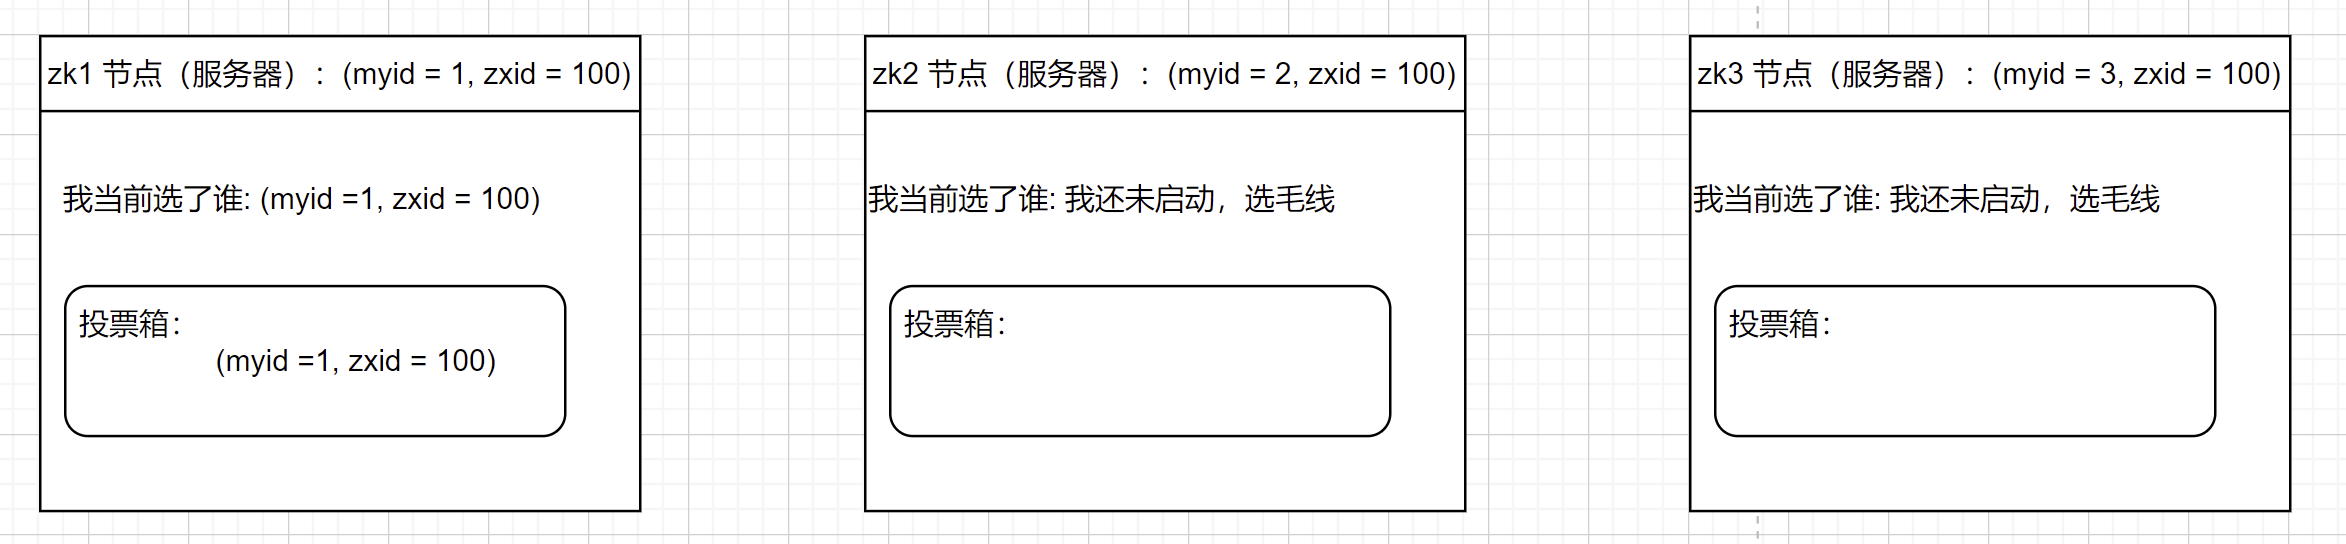 zk1 节点（服务器）：(myid = 1, zxid = 100)
我当前选了谁: (myid =1, zxid = 100)
投票箱：
(myid =1, zxid = 100)
zk2 节点（服务器）：(myid = 2, zxid = 100)
我当前选了谁: 我还未启动，选毛线
投票箱：
zk3 节点（服务器）：(myid = 3, zxid = 100)
我当前选了谁: 我还未启动，选毛线
投票箱：